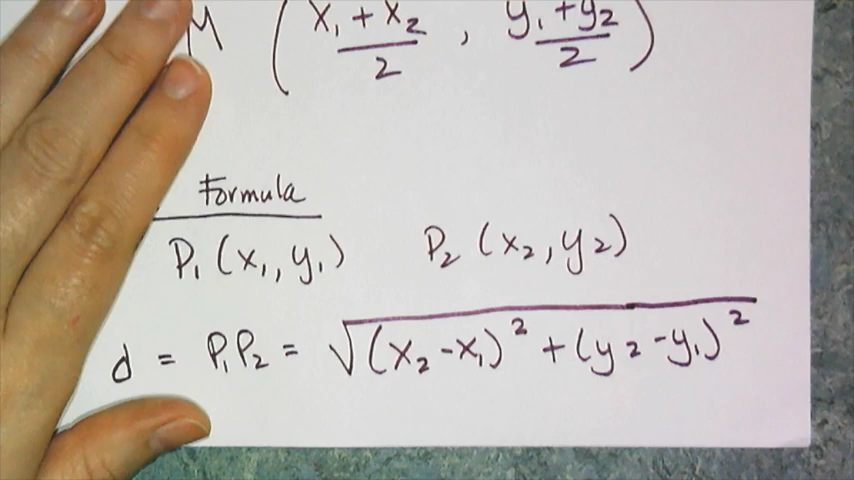 M ( x₁ + x₂ / 2 , y₁ + y₂ / 2 )
Formula
P₁ (x₁, y₁) P₂ (x₂, y₂)
d = P₁P₂ = √(x₂ - x₁)² + (y₂ - y₁)²